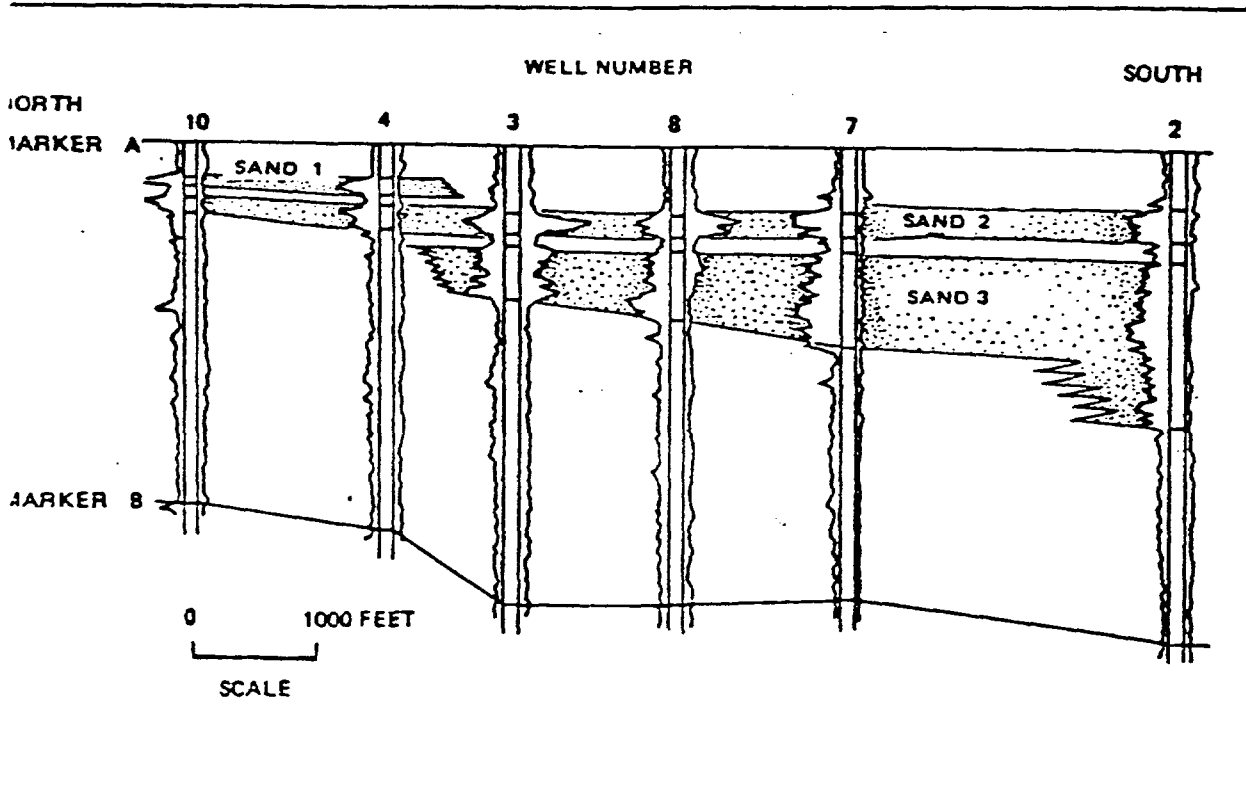 WELL NUMBER
SOUTH
ORTH
10 4 3 8 7 2
ARKER A
SAND 1
SAND 2
SAND 3
ARKER B
0 1000 FEET
SCALE